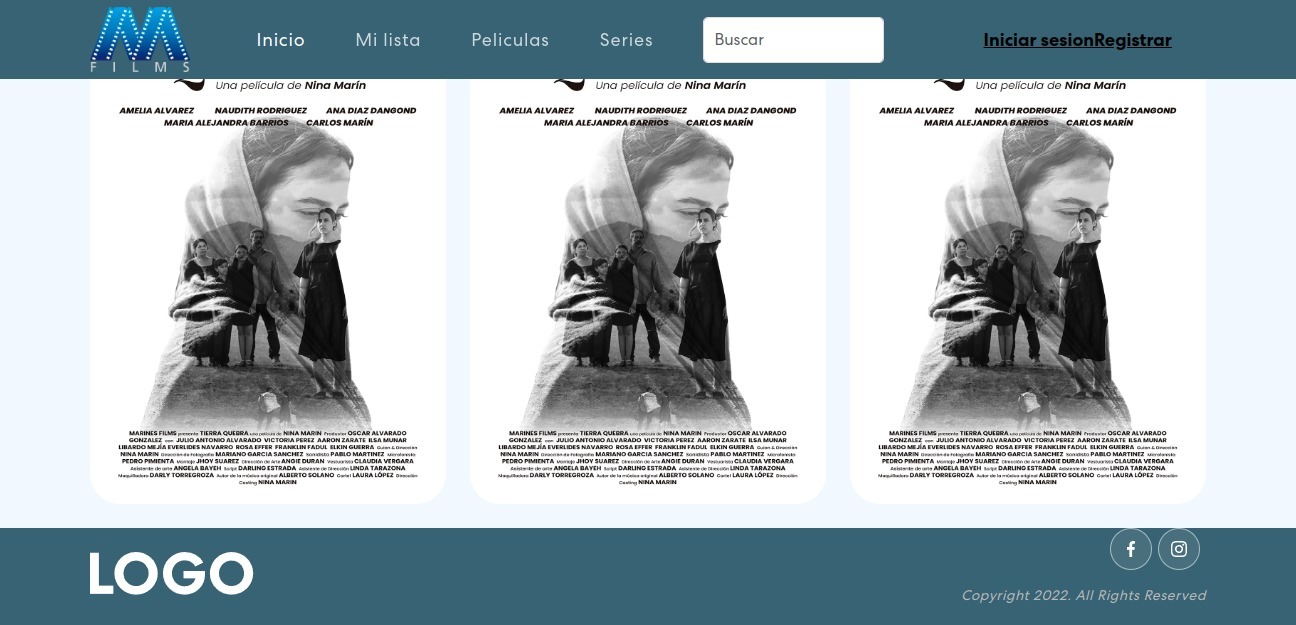 FILMS
Inicio
Mi lista
Peliculas
Series
Buscar
Iniciar sesionRegistrar
Una película de Nina Marín
AMELIA ALVAREZ NAUDITH RODRIGUEZ ANA DIAZ DANGOND
MARIA ALEJANDRA BARRIOS CARLOS MARÍN
MARINES FILMS presenta TIERRA QUEBRA una película de NINA MARIN Productor OSCAR ALVARADO
GONZALEZ con JULIO ANTONIO ALVARADO VICTORIA PEREZ AARON ZARATE ILSA MUNAR
LIBARDO MEJÍA EVERLIDES NAVARRO ROSA EFFER FRANKLIN FADUL ELKIN GUERRA Guion & Dirección
NINA MARIN Dirección de Fotografía MARIANO GARCIA SANCHEZ Sonidista PABLO MARTINEZ Microfonista
PEDRO PIMIENTA Montaje JHOY SUAREZ Dirección de Arte ANGIE DURAN Vestuarista CLAUDIA VERGARA
Asistente de arte ANGELA BAYEH Script DARLING ESTRADA Asistente de Dirección LINDA TARAZONA
Maquilladora DARLY TORREGROZA Autor de la música original ALBERTO SOLANO Cartel LAURA LÓPEZ Dirección
Casting NINA MARIN
Una película de Nina Marín
AMELIA ALVAREZ NAUDITH RODRIGUEZ ANA DIAZ DANGOND
MARIA ALEJANDRA BARRIOS CARLOS MARÍN
MARINES FILMS presenta TIERRA QUEBRA una película de NINA MARIN Productor OSCAR ALVARADO
GONZALEZ con JULIO ANTONIO ALVARADO VICTORIA PEREZ AARON ZARATE ILSA MUNAR
LIBARDO MEJÍA EVERLIDES NAVARRO ROSA EFFER FRANKLIN FADUL ELKIN GUERRA Guion & Dirección
NINA MARIN Dirección de Fotografía MARIANO GARCIA SANCHEZ Sonidista PABLO MARTINEZ Microfonista
PEDRO PIMIENTA Montaje JHOY SUAREZ Dirección de Arte ANGIE DURAN Vestuarista CLAUDIA VERGARA
Asistente de arte ANGELA BAYEH Script DARLING ESTRADA Asistente de Dirección LINDA TARAZONA
Maquilladora DARLY TORREGROZA Autor de la música original ALBERTO SOLANO Cartel LAURA LÓPEZ Dirección
Casting NINA MARIN
Una película de Nina Marín
AMELIA ALVAREZ NAUDITH RODRIGUEZ ANA DIAZ DANGOND
MARIA ALEJANDRA BARRIOS CARLOS MARÍN
MARINES FILMS presenta TIERRA QUEBRA una película de NINA MARIN Productor OSCAR ALVARADO
GONZALEZ con JULIO ANTONIO ALVARADO VICTORIA PEREZ AARON ZARATE ILSA MUNAR
LIBARDO MEJÍA EVERLIDES NAVARRO ROSA EFFER FRANKLIN FADUL ELKIN GUERRA Guion & Dirección
NINA MARIN Dirección de Fotografía MARIANO GARCIA SANCHEZ Sonidista PABLO MARTINEZ Microfonista
PEDRO PIMIENTA Montaje JHOY SUAREZ Dirección de Arte ANGIE DURAN Vestuarista CLAUDIA VERGARA
Asistente de arte ANGELA BAYEH Script DARLING ESTRADA Asistente de Dirección LINDA TARAZONA
Maquilladora DARLY TORREGROZA Autor de la música original ALBERTO SOLANO Cartel LAURA LÓPEZ Dirección
Casting NINA MARIN
LOGO
Copyright 2022. All Rights Reserved